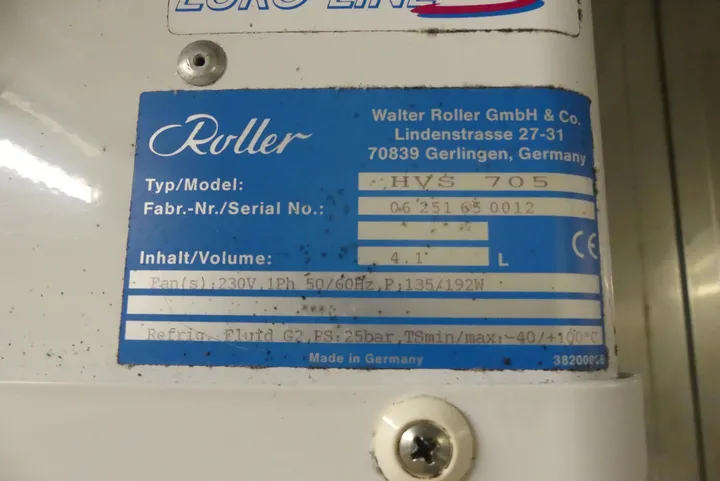 EURO LINE
Roller
Walter Roller GmbH & Co.
Lindenstrasse 27-31
70839 Gerlingen, Germany
Typ/Model: HVS 705
Fabr.-Nr./Serial No.: 06 251 65 0012
Inhalt/Volume: 4.1 L
CE
Fan(s):230V,1Ph 50/60Hz,P:135/192W
***
Refrig. Fluid G2,PS:25bar,TSmin/max:-40/+100°C
Made in Germany